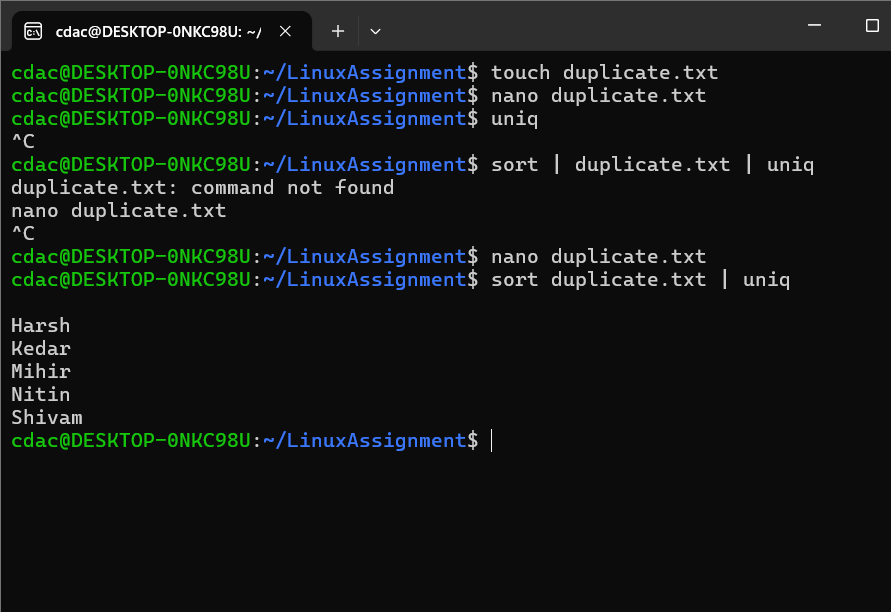 cdac@DESKTOP-0NKC98U: ~/
cdac@DESKTOP-0NKC98U:~/LinuxAssignment$ touch duplicate.txt
cdac@DESKTOP-0NKC98U:~/LinuxAssignment$ nano duplicate.txt
cdac@DESKTOP-0NKC98U:~/LinuxAssignment$ uniq
^C
cdac@DESKTOP-0NKC98U:~/LinuxAssignment$ sort | duplicate.txt | uniq
duplicate.txt: command not found
nano duplicate.txt
^C
cdac@DESKTOP-0NKC98U:~/LinuxAssignment$ nano duplicate.txt
cdac@DESKTOP-0NKC98U:~/LinuxAssignment$ sort duplicate.txt | uniq

Harsh
Kedar
Mihir
Nitin
Shivam
cdac@DESKTOP-0NKC98U:~/LinuxAssignment$